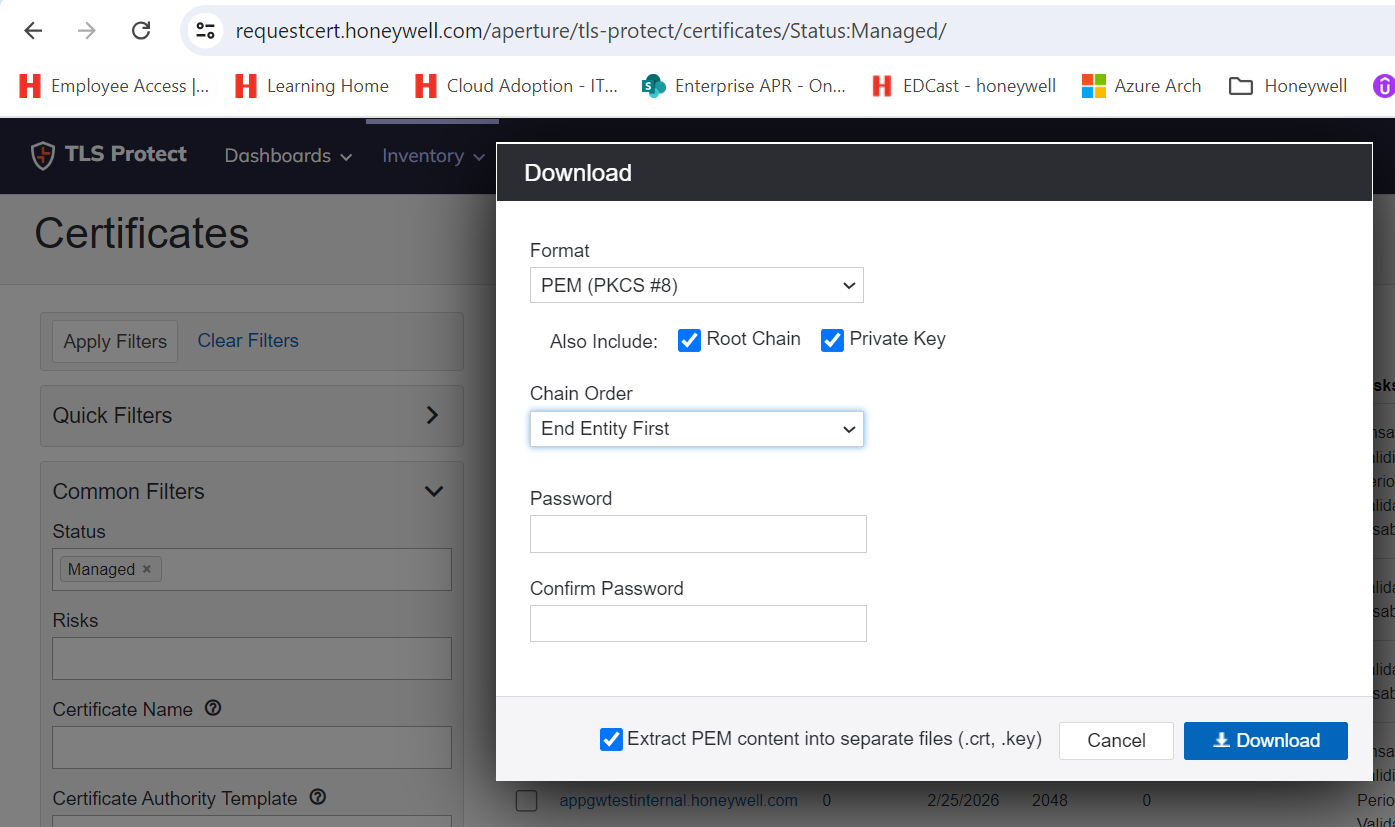 requestcert.honeywell.com/aperture/tls-protect/certificates/Status:Managed/
Employee Access |... Learning Home Cloud Adoption - IT... Enterprise APR - On... EDCast - honeywell Azure Arch Honeywell
TLS Protect Dashboards Inventory
Download
Certificates
Format
PEM (PKCS #8)
Apply Filters Clear Filters
Also Include: Root Chain Private Key
Chain Order
Quick Filters
End Entity First
Common Filters
Password
Status
Managed ×
Confirm Password
Risks
Certificate Name
Extract PEM content into separate files (.crt, .key) Cancel Download
Certificate Authority Template
appgwtestinternal.honeywell.com 0 2/25/2026 2048 0